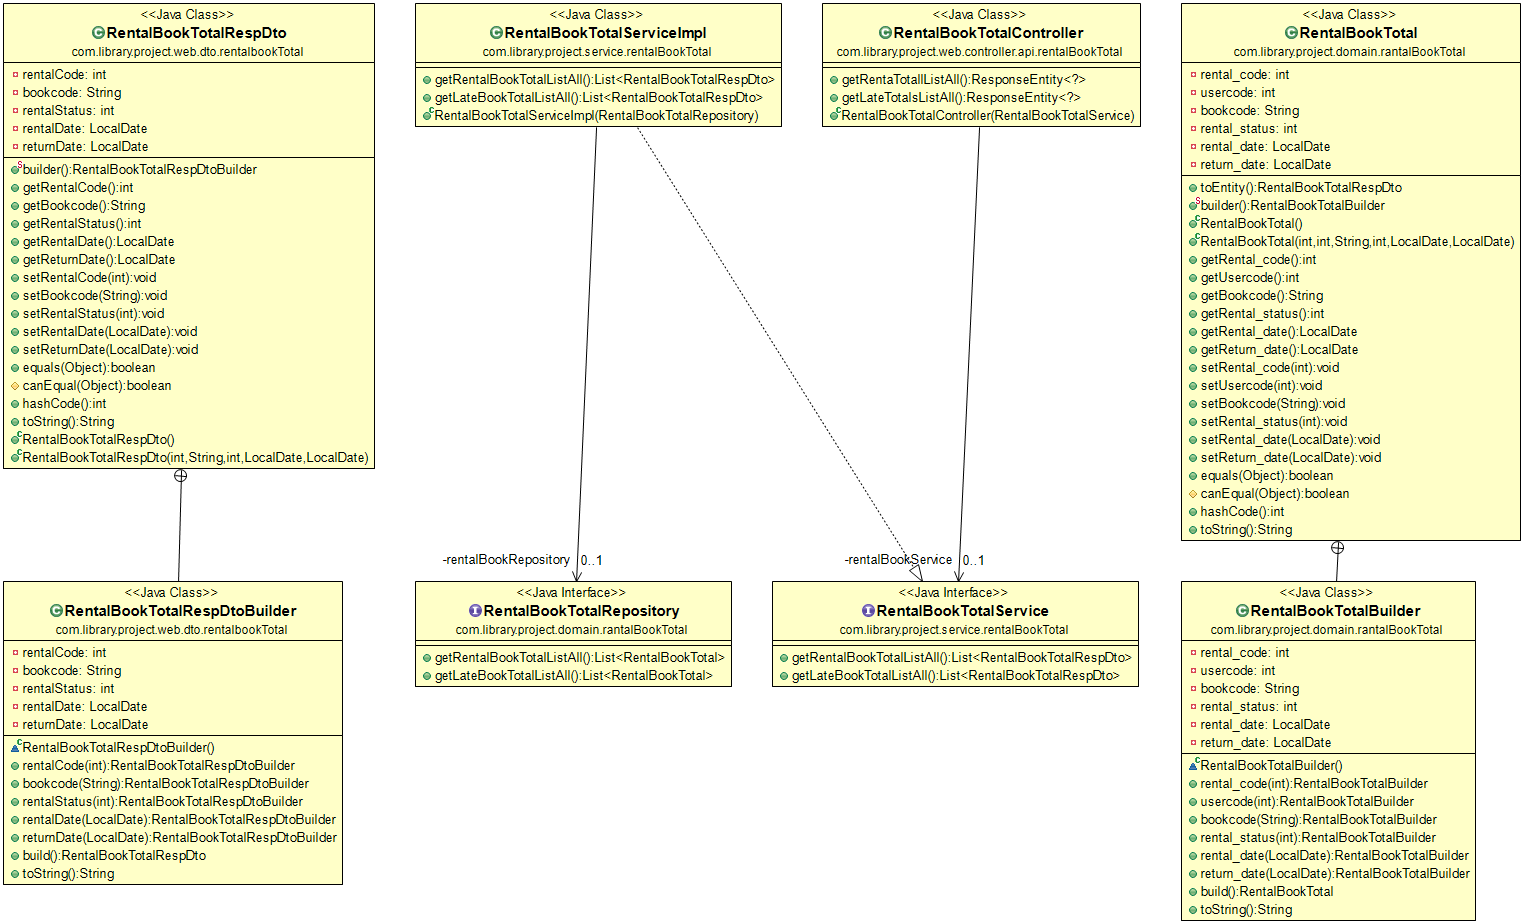 <<Java Class>>
RentalBookTotalRespDto
com.library.project.web.dto.rentalbookTotal
rentalCode: int
bookcode: String
rentalStatus: int
rentalDate: LocalDate
returnDate: LocalDate
builder():RentalBookTotalRespDtoBuilder
getRentalCode():int
getBookcode():String
getRentalStatus():int
getRentalDate():LocalDate
getReturnDate():LocalDate
setRentalCode(int):void
setBookcode(String):void
setRentalStatus(int):void
setRentalDate(LocalDate):void
setReturnDate(LocalDate):void
equals(Object):boolean
canEqual(Object):boolean
hashCode():int
toString():String
RentalBookTotalRespDto()
RentalBookTotalRespDto(int,String,int,LocalDate,LocalDate)
<<Java Class>>
RentalBookTotalServiceImpl
com.library.project.service.rentalBookTotal
getRentalBookTotalListAll():List<RentalBookTotalRespDto>
getLateBookTotalListAll():List<RentalBookTotalRespDto>
RentalBookTotalServiceImpl(RentalBookTotalRepository)
<<Java Class>>
RentalBookTotalController
com.library.project.web.controller.api.rentalBookTotal
getRentaTotallListAll():ResponseEntity<?>
getLateTotalsListAll():ResponseEntity<?>
RentalBookTotalController(RentalBookTotalService)
<<Java Class>>
RentalBookTotal
com.library.project.domain.rantalBookTotal
rental_code: int
usercode: int
bookcode: String
rental_status: int
rental_date: LocalDate
return_date: LocalDate
toEntity():RentalBookTotalRespDto
builder():RentalBookTotalBuilder
RentalBookTotal()
RentalBookTotal(int,int,String,int,LocalDate,LocalDate)
getRental_code():int
getUsercode():int
getBookcode():String
getRental_status():int
getRental_date():LocalDate
getReturn_date():LocalDate
setRental_code(int):void
setUsercode(int):void
setBookcode(String):void
setRental_status(int):void
setRental_date(LocalDate):void
setReturn_date(LocalDate):void
equals(Object):boolean
canEqual(Object):boolean
hashCode():int
toString():String
-rentalBookRepository 0..1
-rentalBookService 0..1
<<Java Class>>
RentalBookTotalRespDtoBuilder
com.library.project.web.dto.rentalbookTotal
rentalCode: int
bookcode: String
rentalStatus: int
rentalDate: LocalDate
returnDate: LocalDate
RentalBookTotalRespDtoBuilder()
rentalCode(int):RentalBookTotalRespDtoBuilder
bookcode(String):RentalBookTotalRespDtoBuilder
rentalStatus(int):RentalBookTotalRespDtoBuilder
rentalDate(LocalDate):RentalBookTotalRespDtoBuilder
returnDate(LocalDate):RentalBookTotalRespDtoBuilder
build():RentalBookTotalRespDto
toString():String
<<Java Interface>>
RentalBookTotalRepository
com.library.project.domain.rantalBookTotal
getRentalBookTotalListAll():List<RentalBookTotal>
getLateBookTotalListAll():List<RentalBookTotal>
<<Java Interface>>
RentalBookTotalService
com.library.project.service.rentalBookTotal
getRentalBookTotalListAll():List<RentalBookTotalRespDto>
getLateBookTotalListAll():List<RentalBookTotalRespDto>
<<Java Class>>
RentalBookTotalBuilder
com.library.project.domain.rantalBookTotal
rental_code: int
usercode: int
bookcode: String
rental_status: int
rental_date: LocalDate
return_date: LocalDate
RentalBookTotalBuilder()
rental_code(int):RentalBookTotalBuilder
usercode(int):RentalBookTotalBuilder
bookcode(String):RentalBookTotalBuilder
rental_status(int):RentalBookTotalBuilder
rental_date(LocalDate):RentalBookTotalBuilder
return_date(LocalDate):RentalBookTotalBuilder
build():RentalBookTotal
toString():String